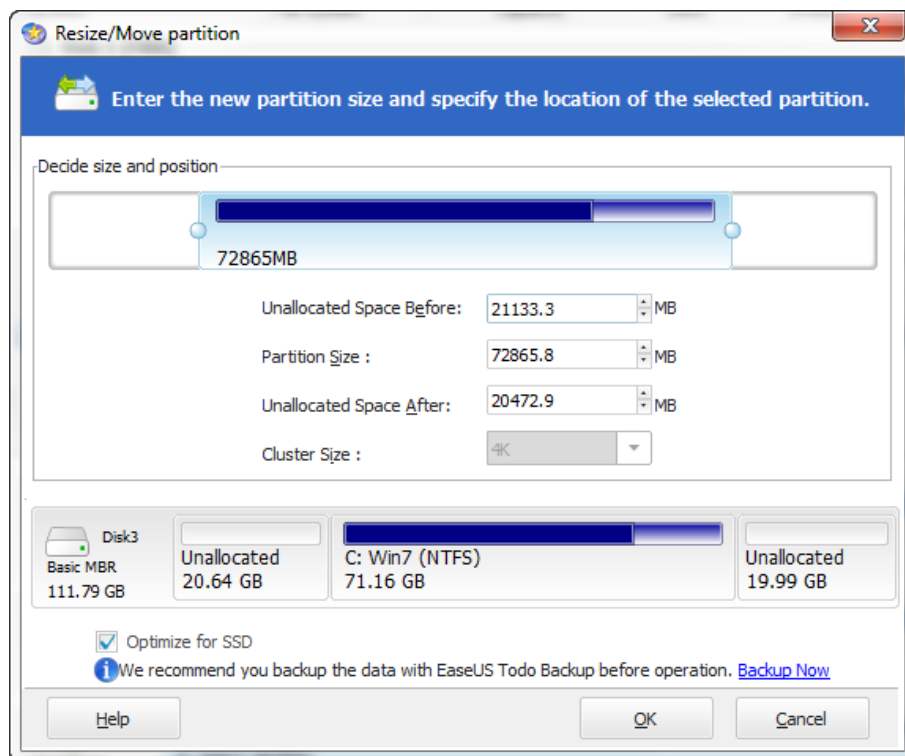 Resize/Move partition
Enter the new partition size and specify the location of the selected partition.
Decide size and position
72865MB
Unallocated Space Before: 21133.3 MB
Partition Size : 72865.8 MB
Unallocated Space After: 20472.9 MB
Cluster Size : 4K
Disk3
Basic MBR
111.79 GB
Unallocated
20.64 GB
C: Win7 (NTFS)
71.16 GB
Unallocated
19.99 GB
Optimize for SSD
We recommend you backup the data with EaseUS Todo Backup before operation. Backup Now
Help OK Cancel